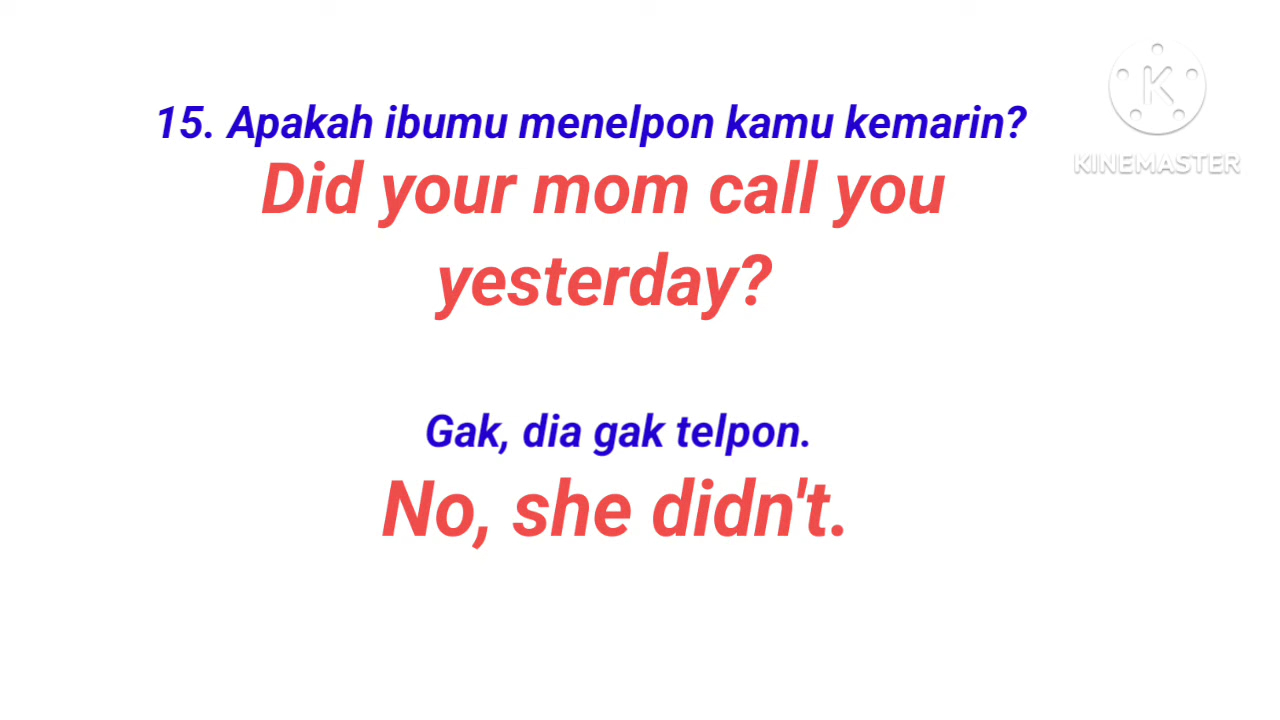 15. Apakah ibumu menelpon kamu kemarin?
Did your mom call you
yesterday?
Gak, dia gak telpon.
No, she didn't.
KINEMASTER